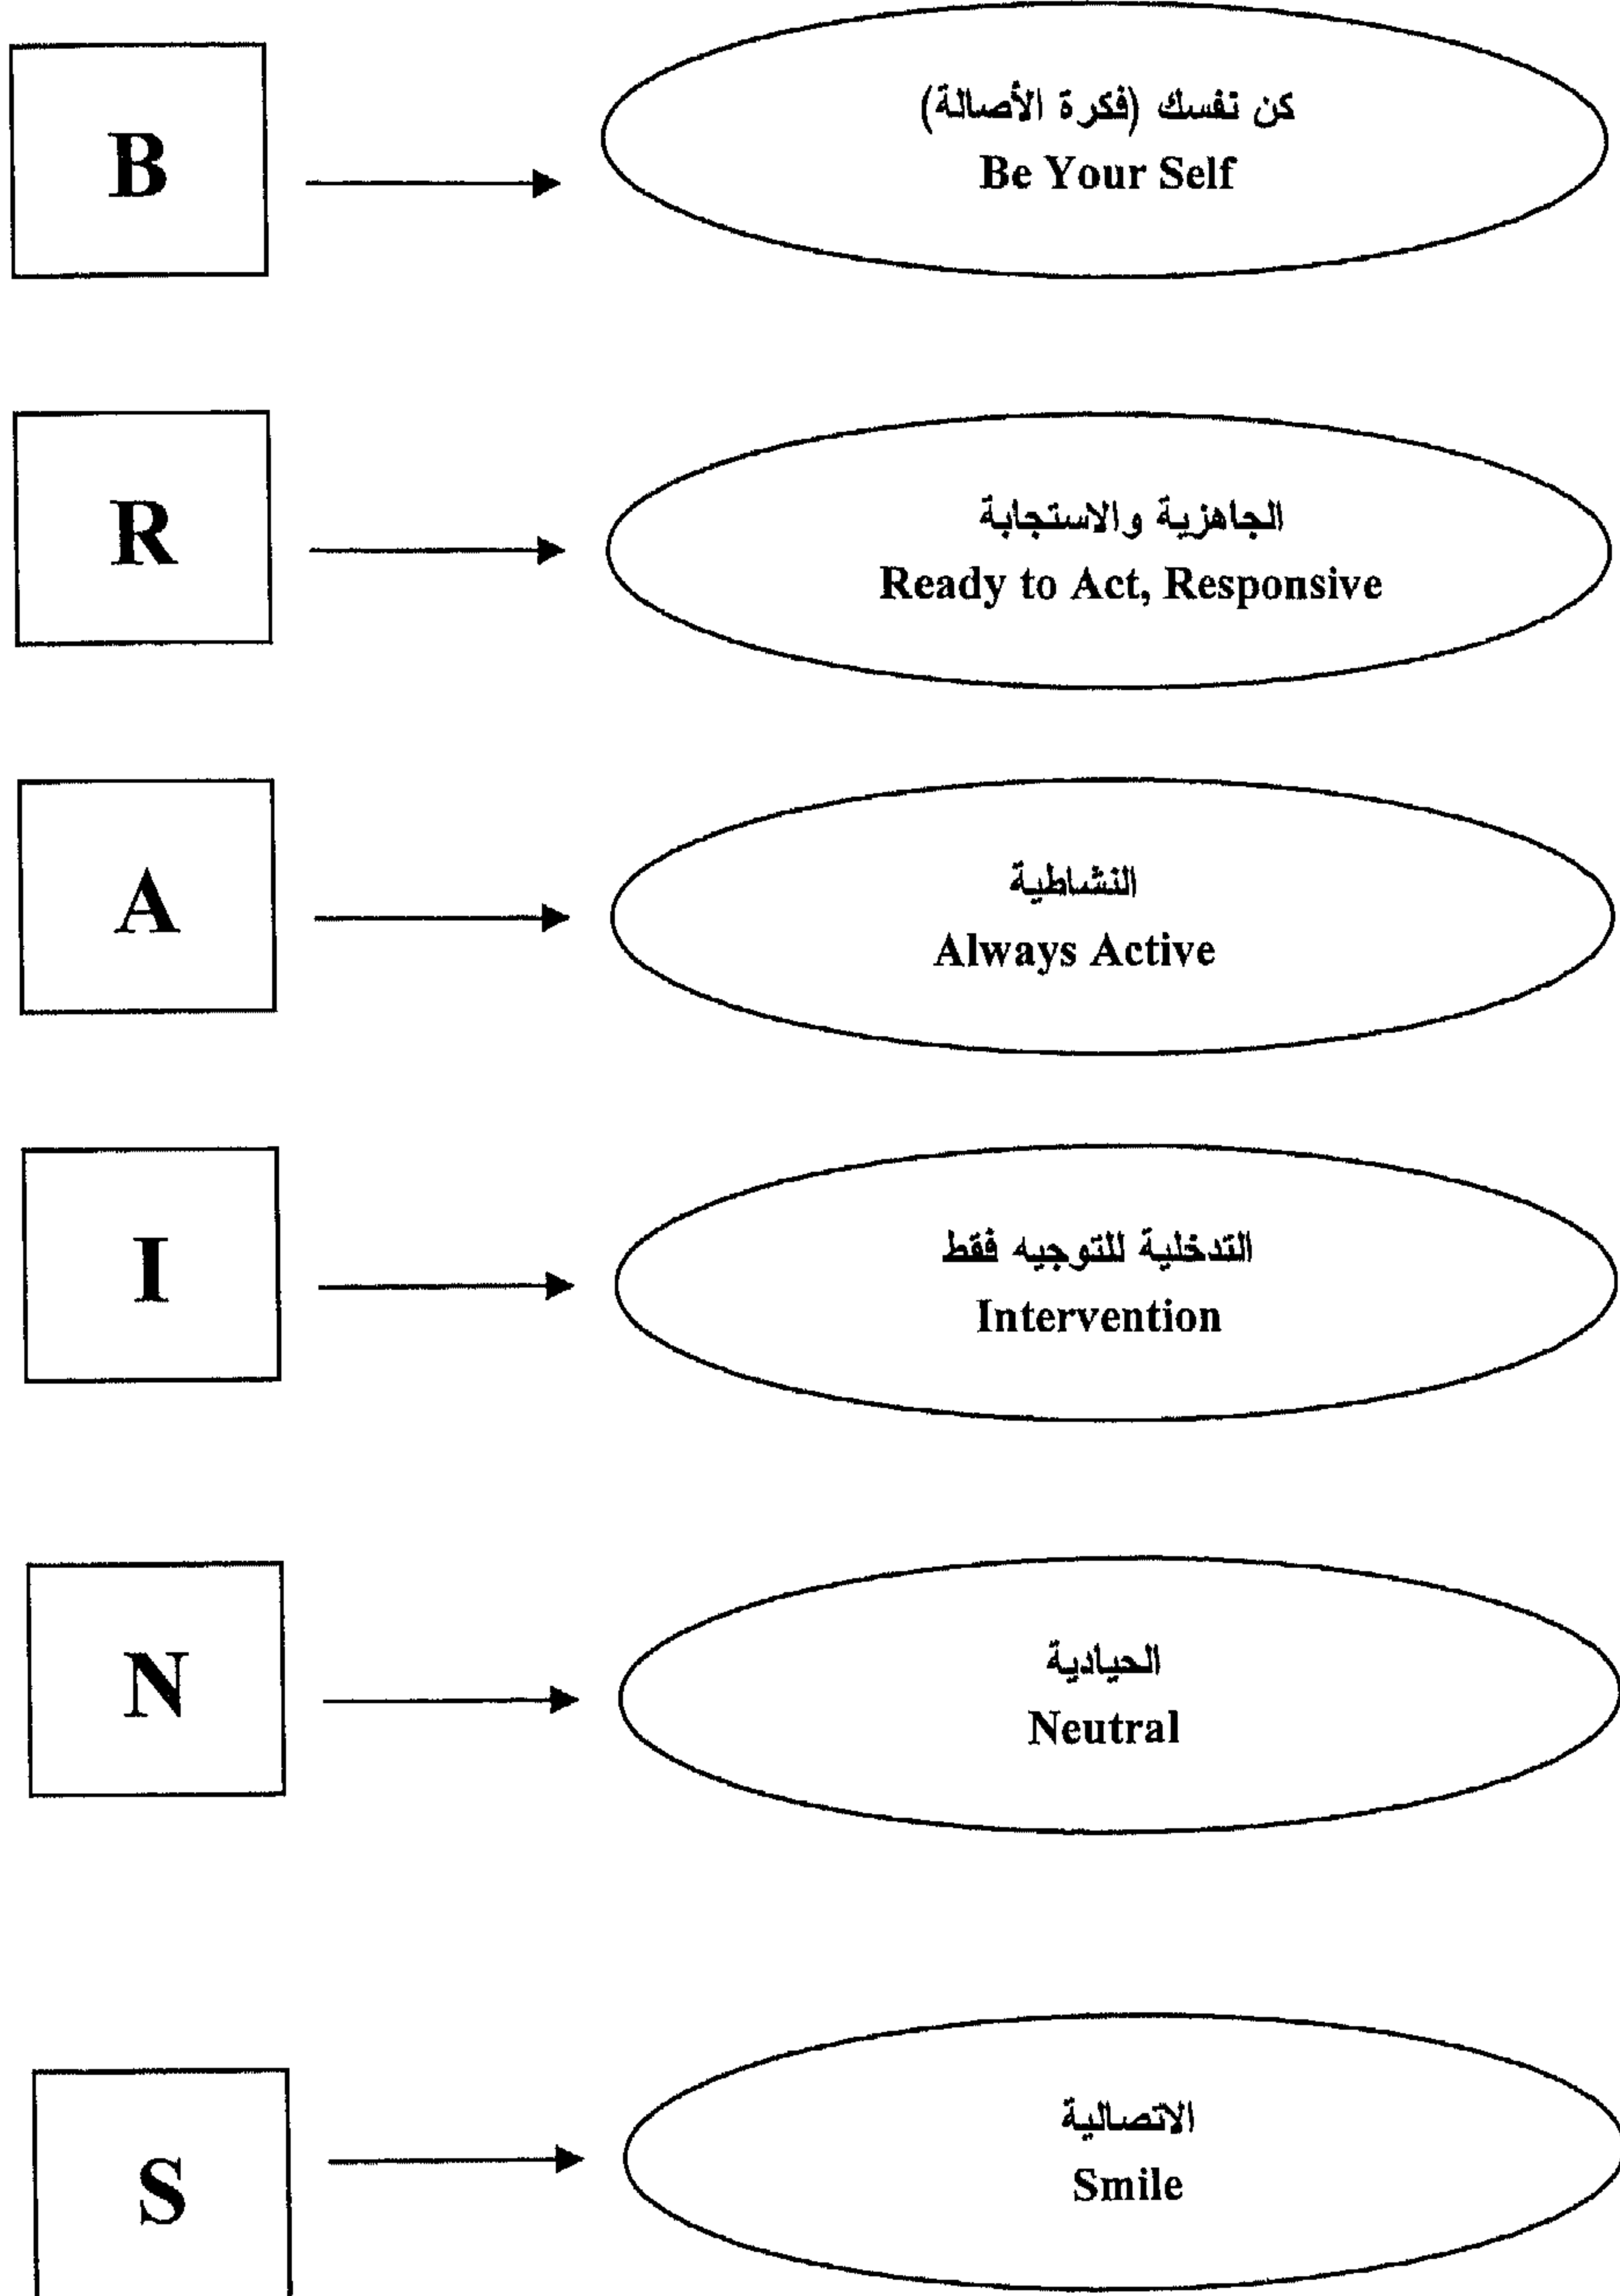 B
كن نفسك (فكرة الأصالة)
Be Your Self
R
الجاهزية والاستجابة
Ready to Act, Responsive
A
النشاطية
Always Active
I
التدخلية للتوجيه فقط
Intervention
N
الحيادية
Neutral
S
الاتصالية
Smile